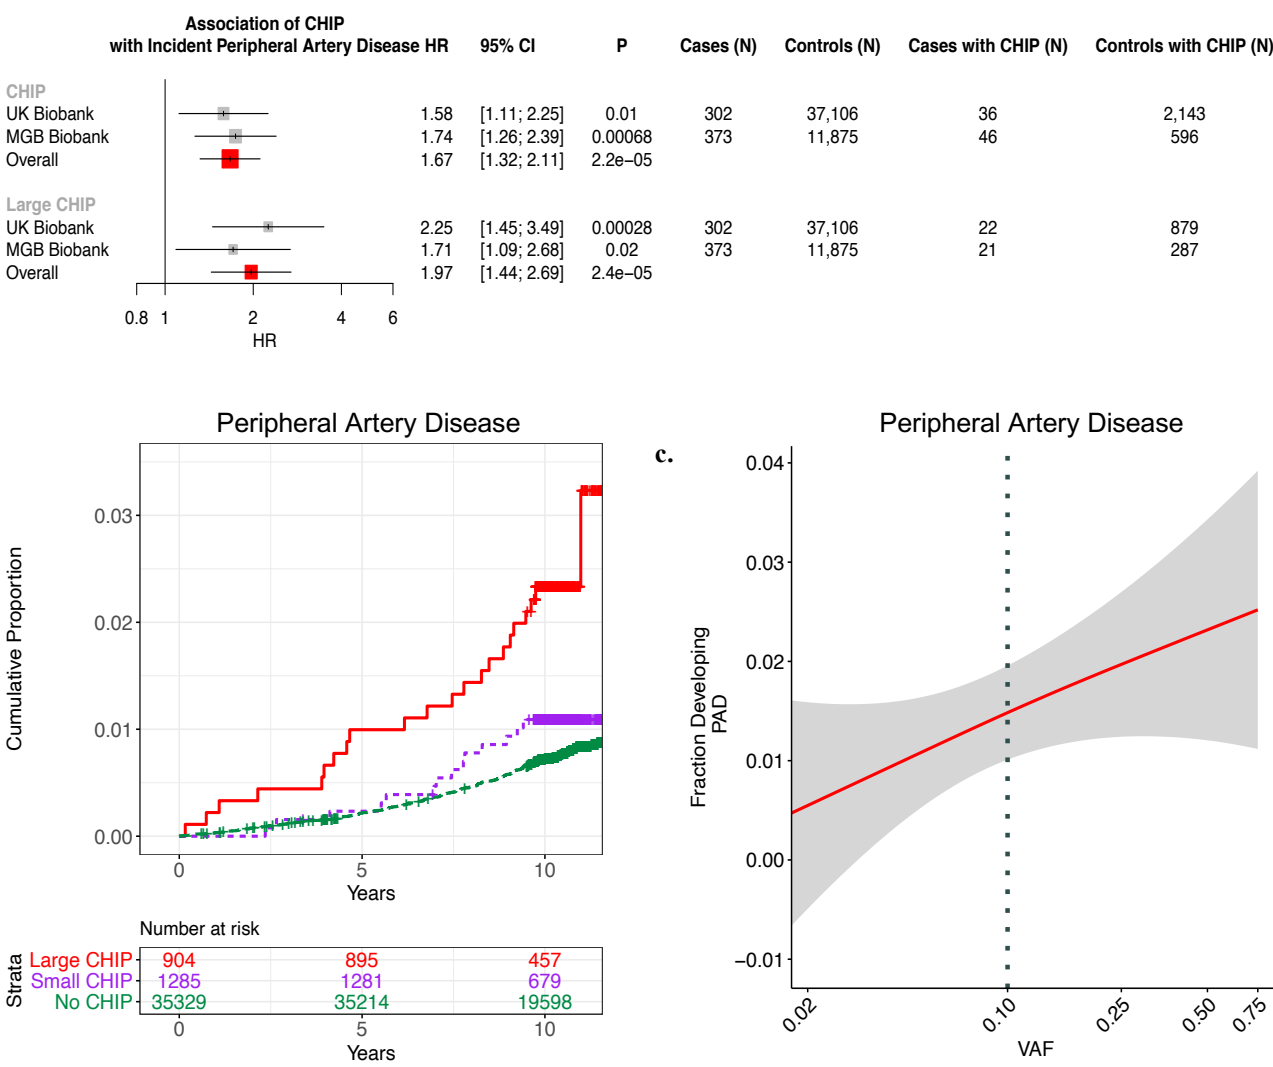 Association of CHIP
with Incident Peripheral Artery Disease HR 95% CI P Cases (N) Controls (N) Cases with CHIP (N) Controls with CHIP (N)
CHIP
UK Biobank 1.58 [1.11; 2.25] 0.01 302 37,106 36 2,143
MGB Biobank 1.74 [1.26; 2.39] 0.00068 373 11,875 46 596
Overall 1.67 [1.32; 2.11] 2.2e−05
Large CHIP
UK Biobank 2.25 [1.45; 3.49] 0.00028 302 37,106 22 879
MGB Biobank 1.71 [1.09; 2.68] 0.02 373 11,875 21 287
Overall 1.97 [1.44; 2.69] 2.4e−05
0.8 1 2 4 6
HR
Peripheral Artery Disease
Cumulative Proportion
0.03
0.02
0.01
0.00
0 5 10
Years
Number at risk
Strata
Large CHIP 904 895 457
Small CHIP 1285 1281 679
No CHIP 35329 35214 19598
0 5 10
Years
c.
Peripheral Artery Disease
Fraction Developing
PAD
0.04
0.03
0.02
0.01
0.00
−0.01
0.02 0.10 0.25 0.50 0.75
VAF